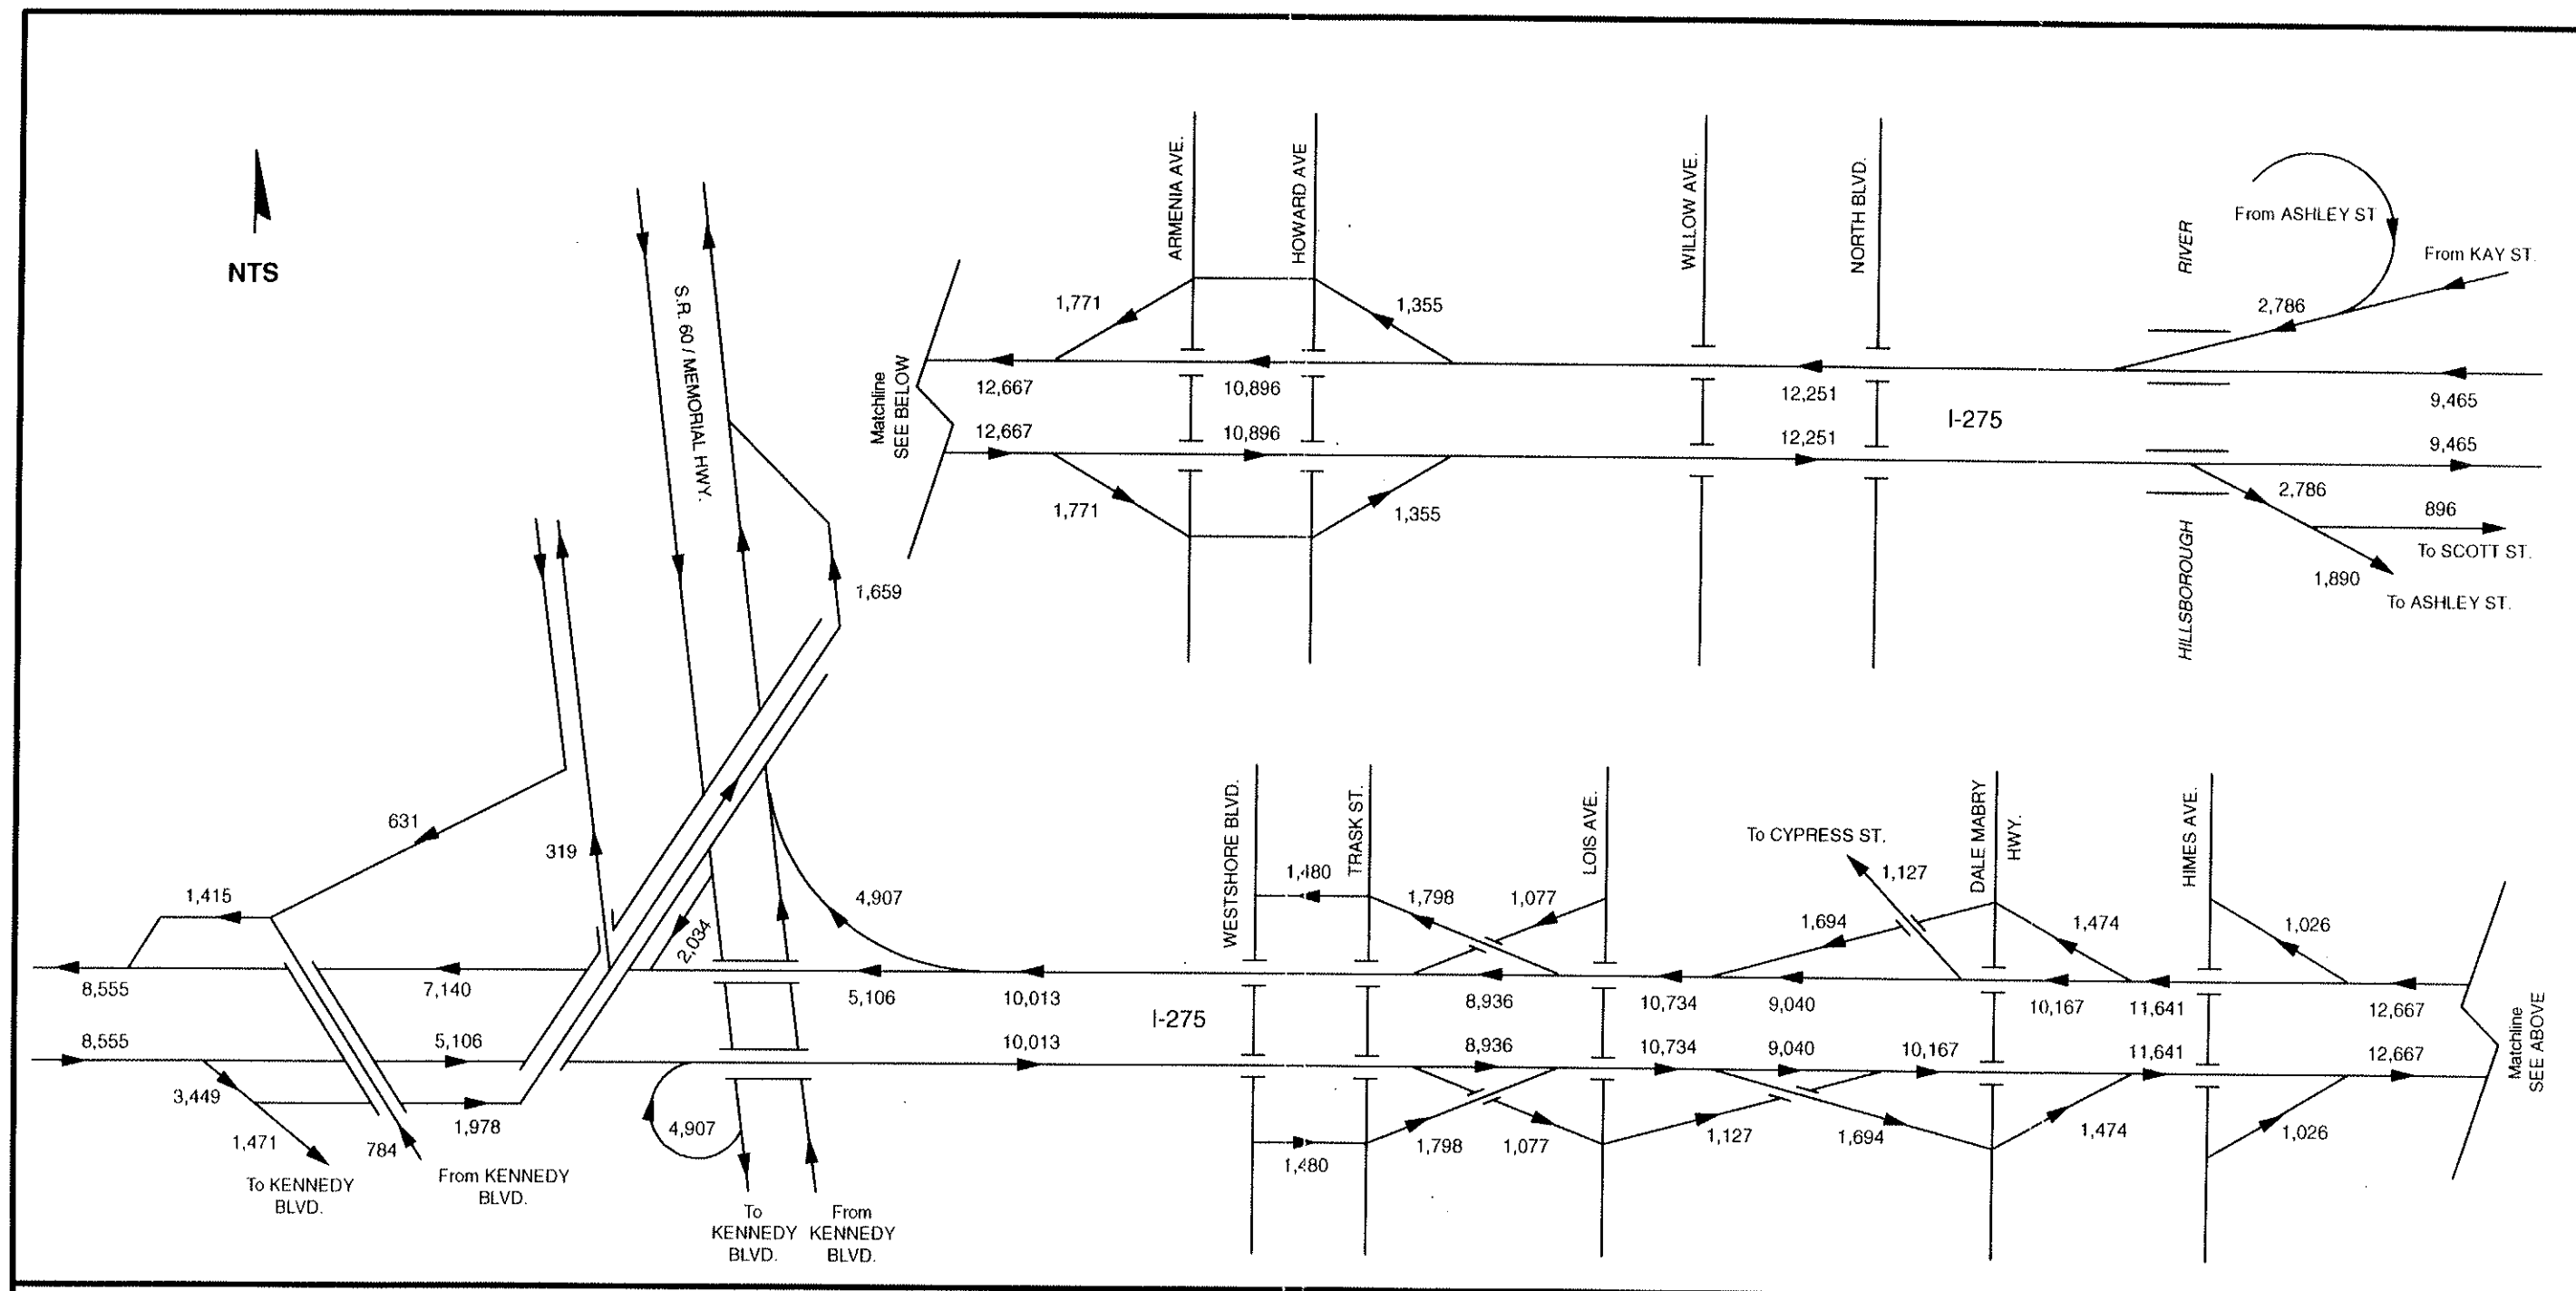 NTS
S.R. 60 / MEMORIAL HWY.
Matchline
SEE BELOW
ARMENIA AVE.
HOWARD AVE
WILLOW AVE.
NORTH BLVD.
RIVER
HILLSBOROUGH
From ASHLEY ST
From KAY ST.
1,771
1,355
2,786
12,667
10,896
12,251
9,465
I-275
12,667
10,896
12,251
9,465
1,771
1,355
2,786
896
To SCOTT ST.
1,890
To ASHLEY ST.
1,659
631
319
1,415
2,034
4,907
WESTSHORE BLVD.
TRASK ST.
LOIS AVE.
DALE MABRY
HWY.
HIMES AVE.
To CYPRESS ST.
1,480
1,798
1,077
1,127
1,694
1,474
1,026
8,555
7,140
5,106
10,013
8,936
10,734
9,040
10,167
11,641
12,667
I-275
8,555
5,106
10,013
8,936
10,734
9,040
10,167
11,641
12,667
Matchline
SEE ABOVE
3,449
1,471
784
1,978
4,907
1,480
1,798
1,077
1,127
1,694
1,474
1,026
To KENNEDY
BLVD.
From KENNEDY
BLVD.
To
KENNEDY
BLVD.
From
KENNEDY
BLVD.